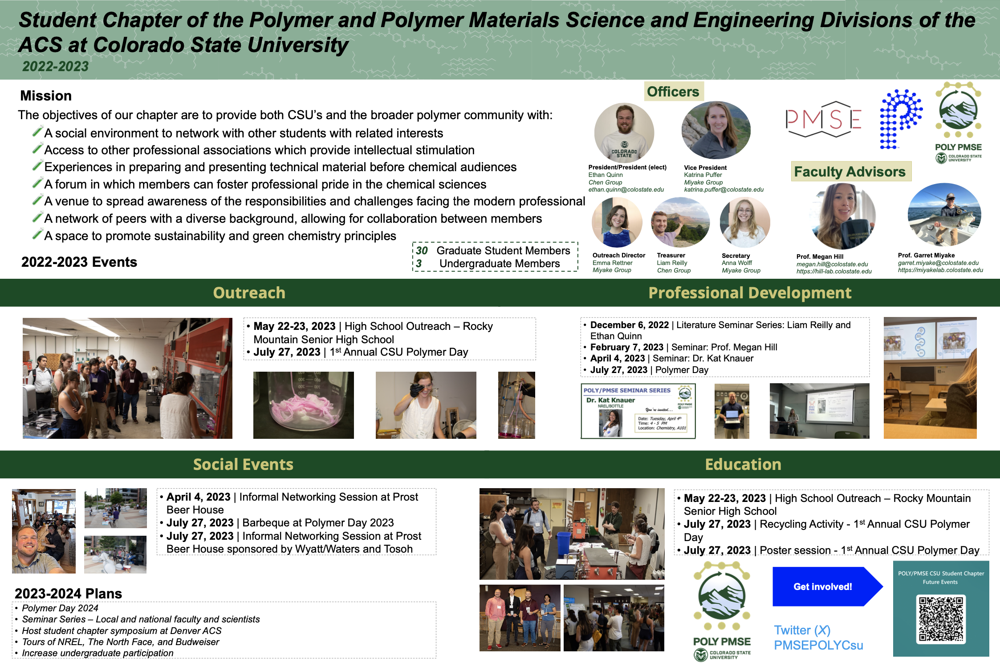 Student Chapter of the Polymer and Polymer Materials Science and Engineering Divisions of the
ACS at Colorado State University
2022-2023
Mission
The objectives of our chapter are to provide both CSU’s and the broader polymer community with:
A social environment to network with other students with related interests
Access to other professional associations which provide intellectual stimulation
Experiences in preparing and presenting technical material before chemical audiences
A forum in which members can foster professional pride in the chemical sciences
A venue to spread awareness of the responsibilities and challenges facing the modern professional
A network of peers with a diverse background, allowing for collaboration between members
A space to promote sustainability and green chemistry principles
30 Graduate Student Members
3 Undergraduate Members
2022-2023 Events
Officers
COLORADO
STATE
President/President (elect)
Ethan Quinn
Chen Group
ethan.quinn@colostate.edu
Vice President
Katrina Puffer
Miyake Group
katrina.puffer@colostate.edu
Outreach Director
Emma Rettner
Miyake Group
Treasurer
Liam Reilly
Chen Group
Secretary
Anna Wolff
Miyake Group
PMSE
POLY PMSE
COLORADO STATE
UNIVERSITY
Faculty Advisors
COLORADO STATE
UNIVERSITY
Prof. Megan Hill
megan.hill@colostate.edu
https://hill-lab.colostate.edu
Prof. Garret Miyake
garret.miyake@colostate.edu
https://miyakelab.colostate.edu
Outreach
• May 22-23, 2023 | High School Outreach – Rocky
Mountain Senior High School
• July 27, 2023 | 1st Annual CSU Polymer Day
Professional Development
• December 6, 2022 | Literature Seminar Series: Liam Reilly and
Ethan Quinn
• February 7, 2023 | Seminar: Prof. Megan Hill
• April 4, 2023 | Seminar: Dr. Kat Knauer
• July 27, 2023 | Polymer Day
POLY/PMSE SEMINAR SERIES
Dr. Kat Knauer
NREL/BOTTLE
You're invited...
Date: Tuesday, April 4th
Time: 4 - 5 PM
Location: Chemistry, A101
POLY PMSE
COLORADO STATE
UNIVERSITY
Social Events
• April 4, 2023 | Informal Networking Session at Prost
Beer House
• July 27, 2023 | Barbeque at Polymer Day 2023
• July 27, 2023 | Informal Networking Session at Prost
Beer House sponsored by Wyatt/Waters and Tosoh
2023-2024 Plans
• Polymer Day 2024
• Seminar Series – Local and national faculty and scientists
• Host student chapter symposium at Denver ACS
• Tours of NREL, The North Face, and Budweiser
• Increase undergraduate participation
Education
• May 22-23, 2023 | High School Outreach – Rocky Mountain
Senior High School
• July 27, 2023 | Recycling Activity - 1st Annual CSU Polymer
Day
• July 27, 2023 | Poster session - 1st Annual CSU Polymer Day
POLY PMSE
COLORADO STATE
UNIVERSITY
Get involved!
Twitter (X)
PMSEPOLYCsu
POLY/PMSE CSU Student Chapter
Future Events